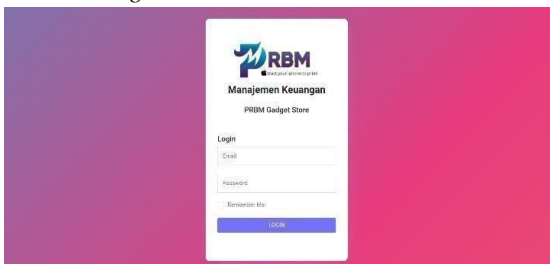 PRBM
Manajemen Keuangan
PRBM Gadget Store
Login
Email
Password
Remember Me
LOGIN